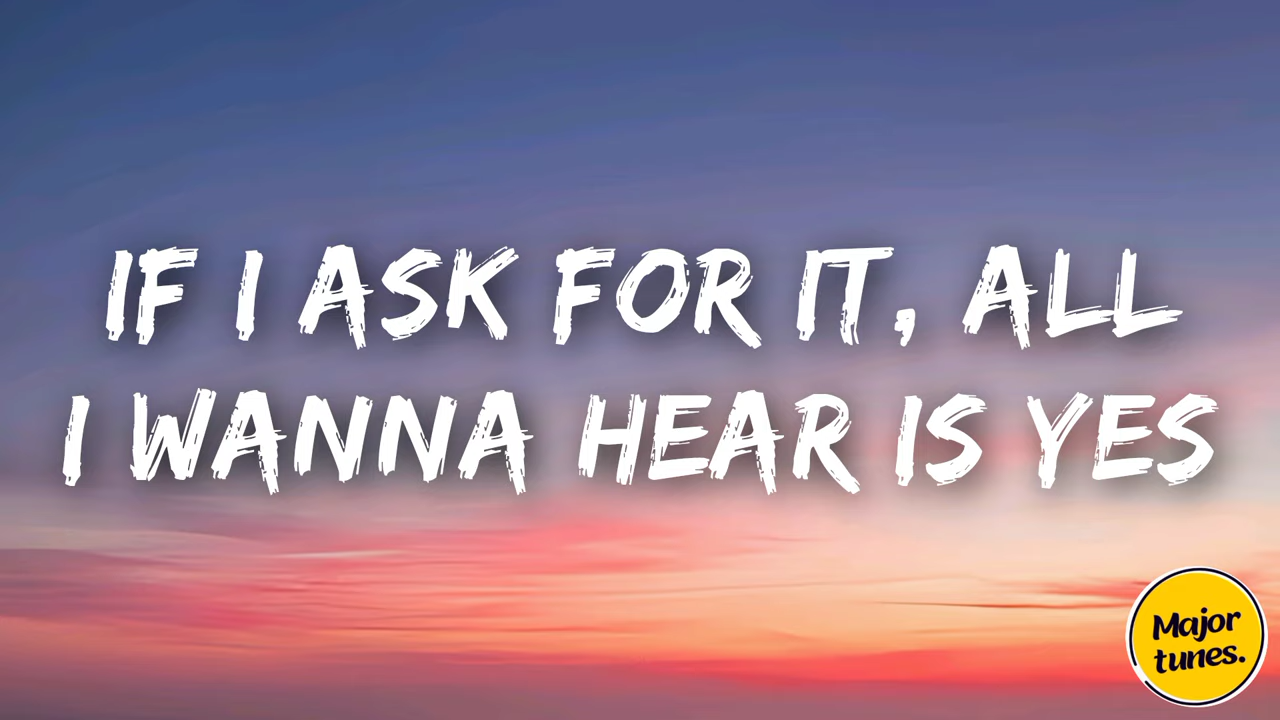 IF I ASK FOR IT, ALL
I WANNA HEAR IS YES
Major
tunes.